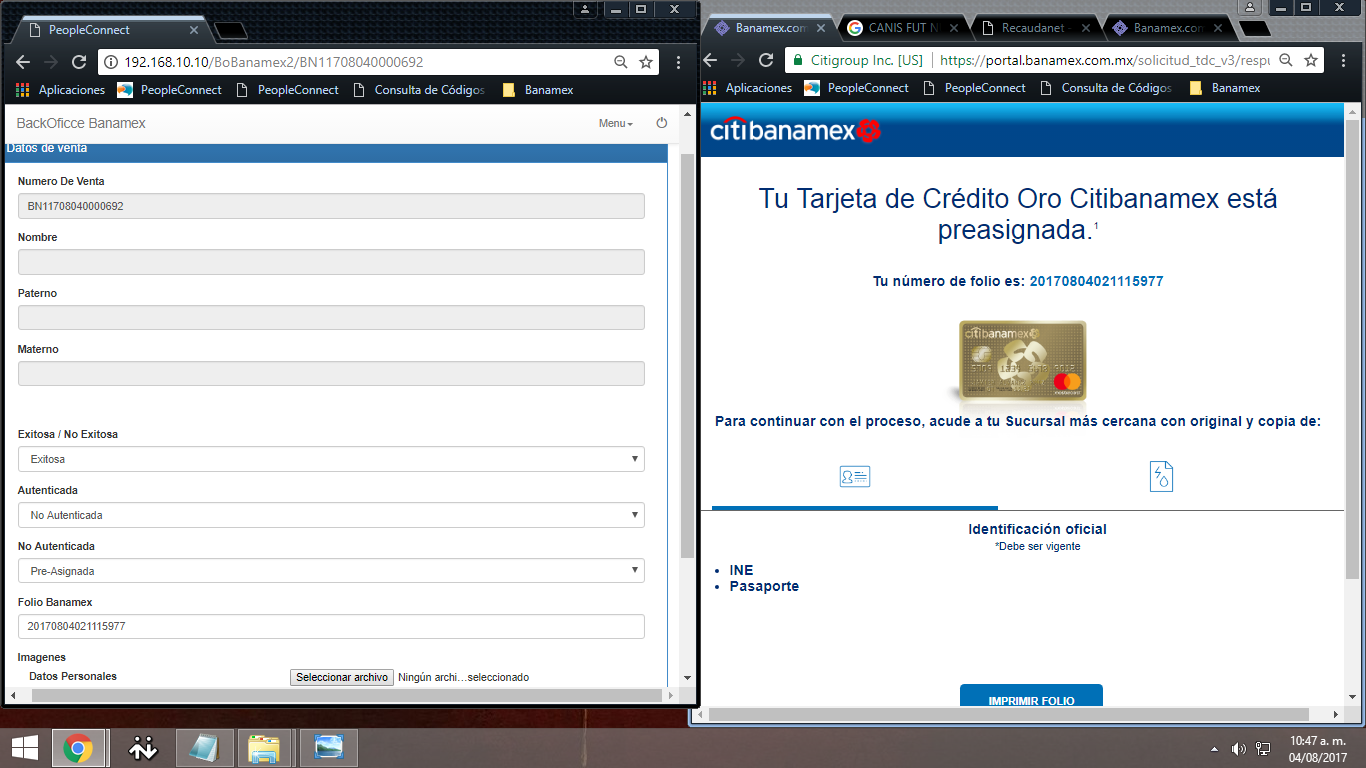 PeopleConnect
192.168.10.10/BoBanamex2/BN11708040000692
Aplicaciones PeopleConnect PeopleConnect Consulta de Códigos Banamex
BackOficce Banamex Menu
Datos de venta
Numero De Venta
BN11708040000692
Nombre
Paterno
Materno
Exitosa / No Exitosa
Exitosa
Autenticada
No Autenticada
No Autenticada
Pre-Asignada
Folio Banamex
20170804021115977
Imagenes
Datos Personales Seleccionar archivo Ningún archi...seleccionado
Banamex.com CANIS FUT N Recaudanet - Banamex.com
Citigroup Inc. [US] https://portal.banamex.com.mx/solicitud_tdc_v3/respu
Aplicaciones PeopleConnect PeopleConnect Consulta de Códigos Banamex
citibanamex
Tu Tarjeta de Crédito Oro Citibanamex está
preasignada.1
Tu número de folio es: 20170804021115977
citibanamex
Para continuar con el proceso, acude a tu Sucursal más cercana con original y copia de:
Identificación oficial
*Debe ser vigente
• INE
• Pasaporte
IMPRIMIR FOLIO
10:47 a. m.
04/08/2017